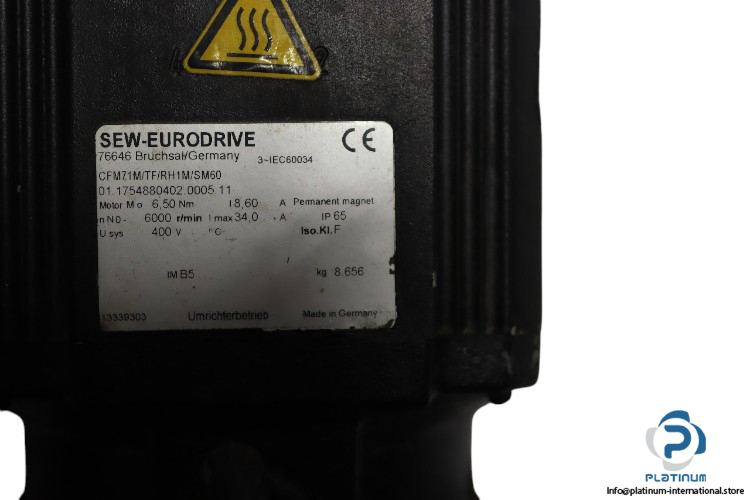 SEW-EURODRIVE
76646 Bruchsal/Germany 3~IEC60034
CFM71M/TF/RH1M/SM60
01.1754880402.0005.11
Motor M o 6,50 Nm I 8,60 A Permanent magnet
n N 0 - 6000 r/min I max 34,0 A IP 65
U sys 400 V °C Iso.Kl. F
/
IM B5 kg 8.656
13339303 Umrichterbetrieb Made in Germany
PLATINUM
Info@platinum-international.store